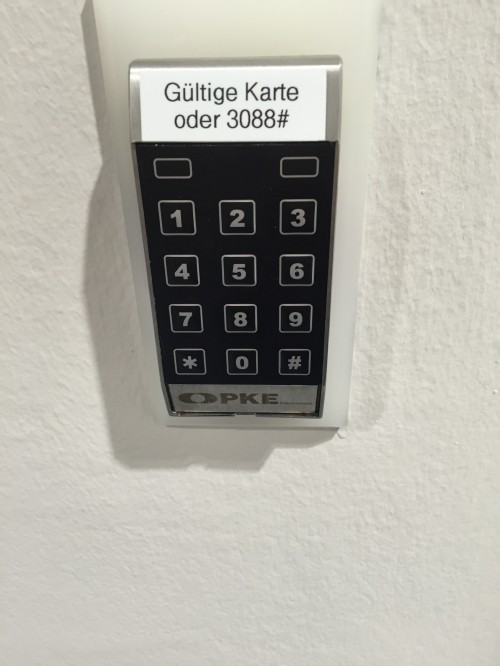 Gültige Karte
oder 3088#
1 2 3
4 5 6
7 8 9
* 0 #
PKE